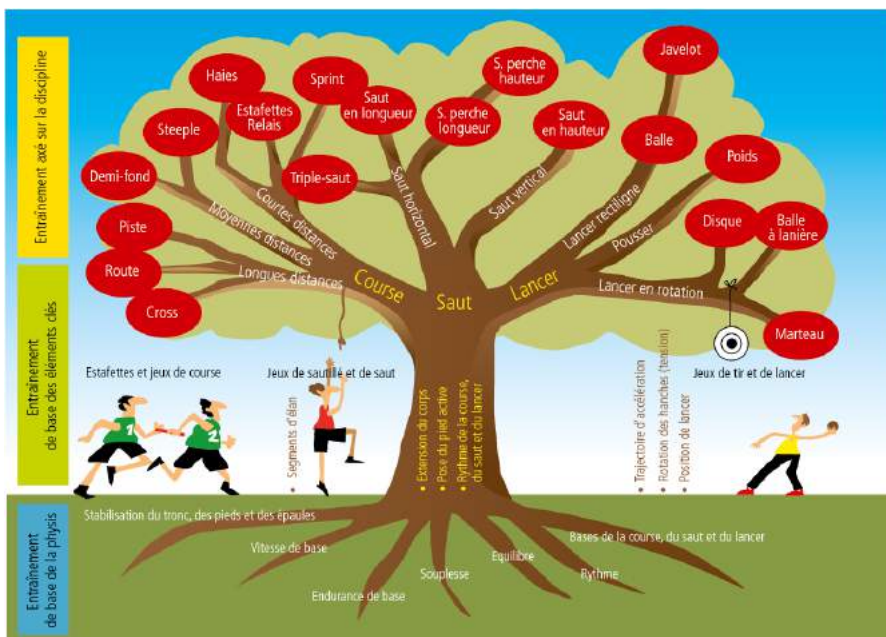 Entraînement axé sur la discipline
Javelot
S. perche
hauteur
Haies
Sprint
Saut
en longueur
Estafettes
Relais
S. perche
longueur
Saut
en hauteur
Steeple
Balle
Poids
Demi-fond
Triple-saut
Disque
Balle
à lanière
Piste
Route
Cross
Marteau
Courtes distances
Moyennes distances
Longues distances
Saut horizontal
Saut vertical
Lancer rectiligne
Pousser
Lancer en rotation
Course
Saut
Lancer
Entraînement
de base des éléments clés
Estafettes et jeux de course
Jeux de sautillé et de saut
Jeux de tir et de lancer
• Segments d'élan
• Extension du corps
• Pose du pied active
• Rythme de la course,
du saut et du lancer
• Trajectoire d'accélération
• Rotation des hanches (tension)
• Position de lancer
1
2
Entraînement
de base de la physis
Stabilisation du tronc, des pieds et des épaules
Vitesse de base
Endurance de base
Souplesse
Equilibre
Rythme
Bases de la course, du saut et du lancer